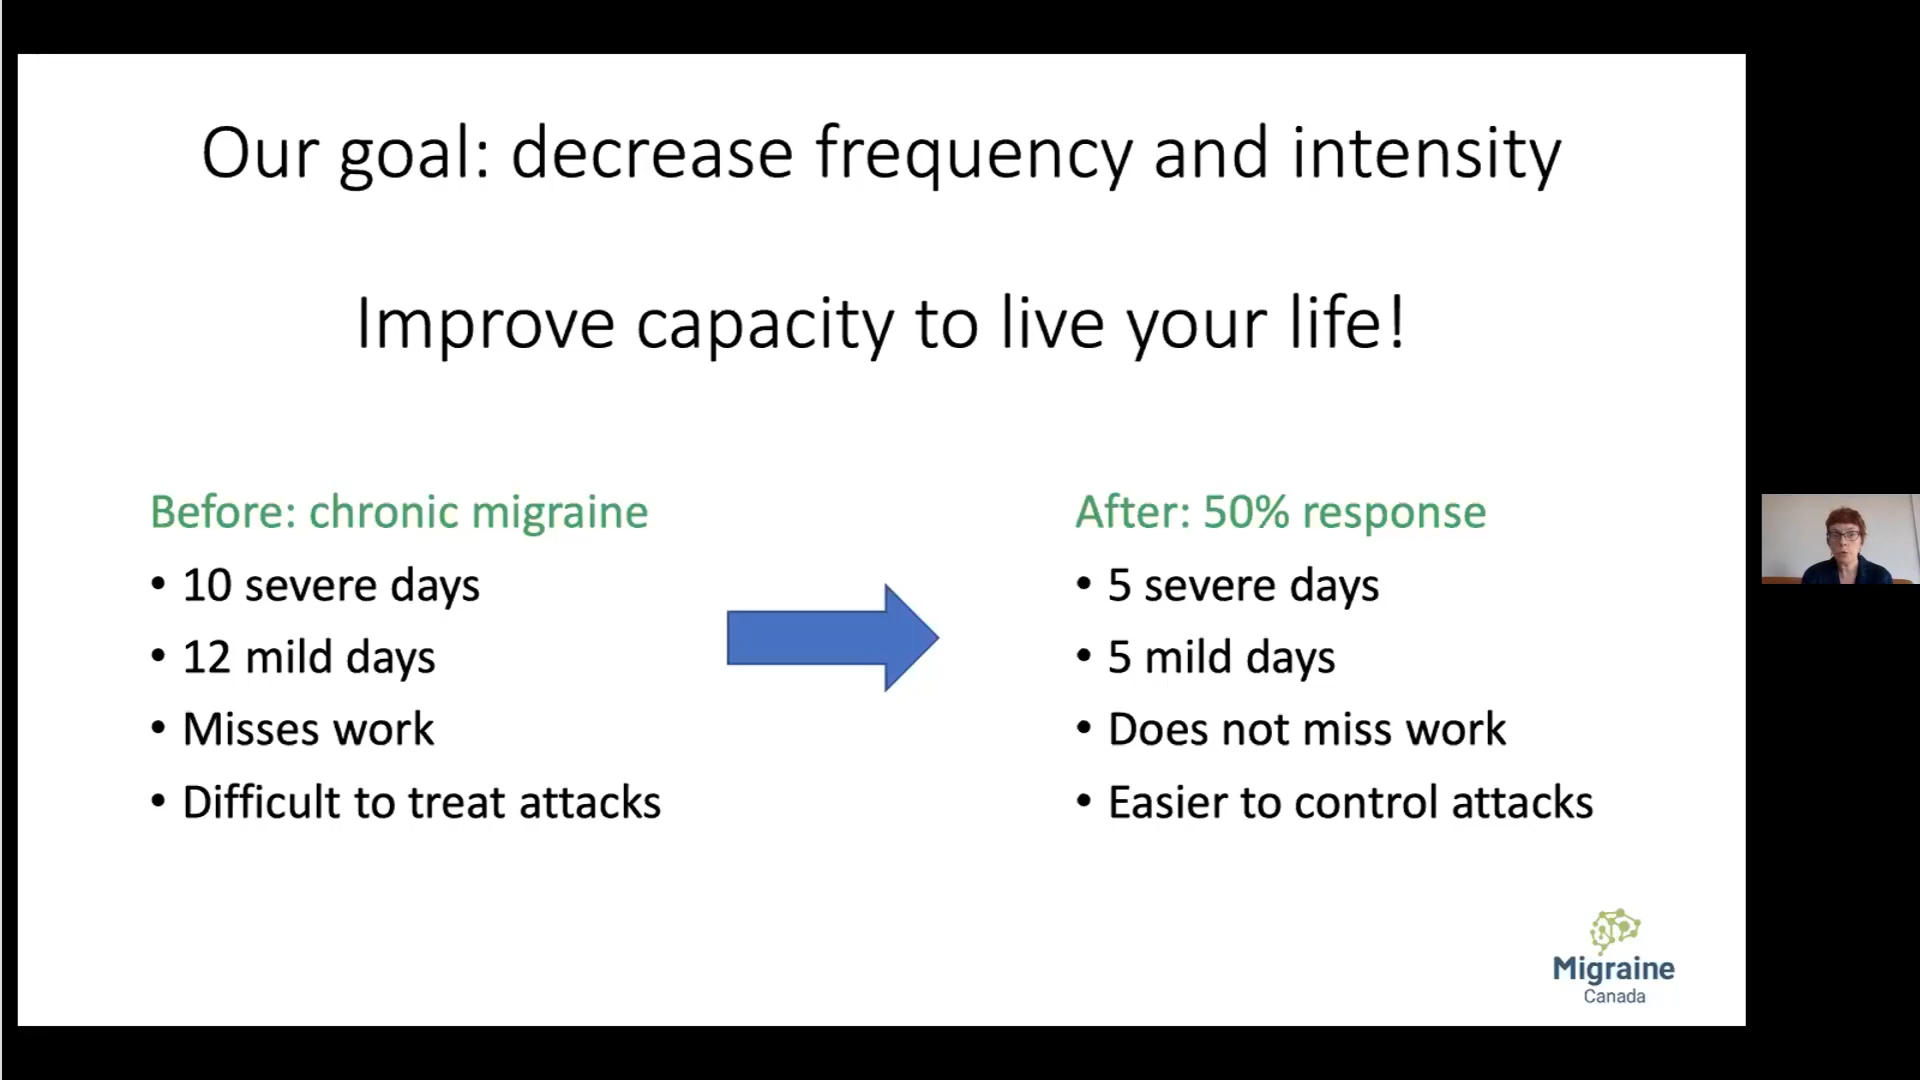 Our goal: decrease frequency and intensity
Improve capacity to live your life!
Before: chronic migraine
• 10 severe days
• 12 mild days
• Misses work
• Difficult to treat attacks
After: 50% response
• 5 severe days
• 5 mild days
• Does not miss work
• Easier to control attacks
Migraine
Canada